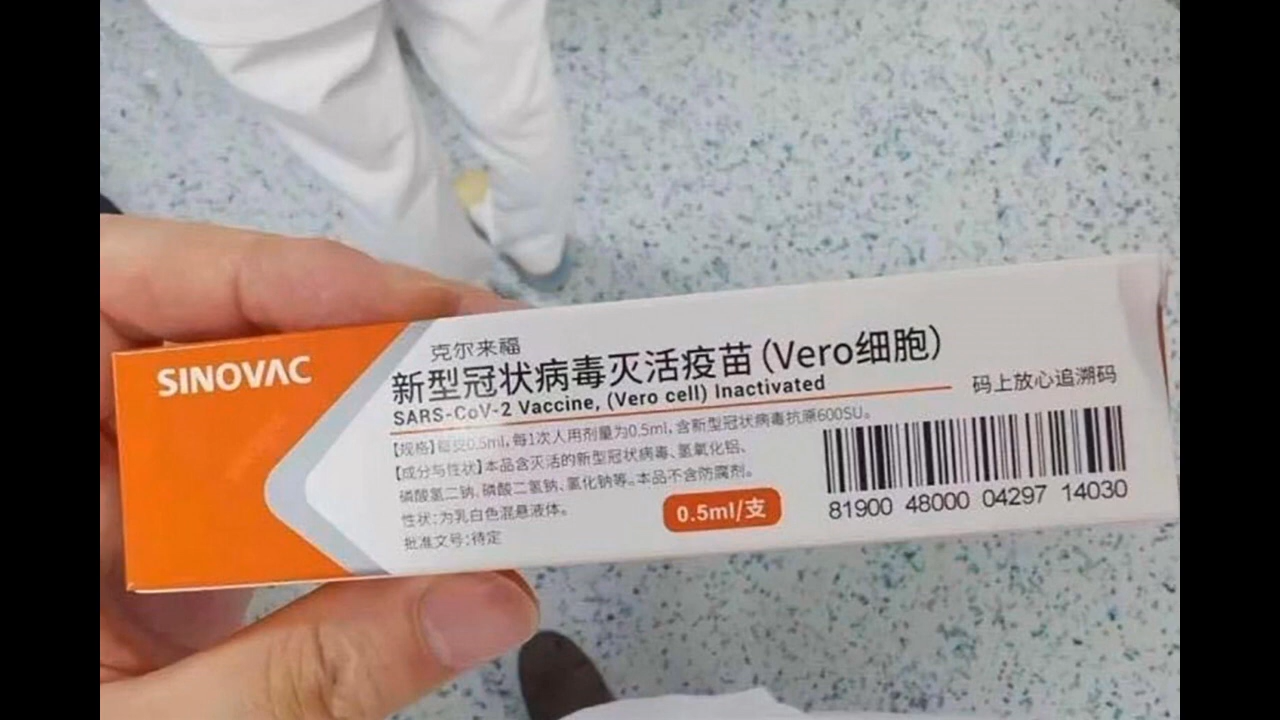 SINOVAC
克尔来福
新型冠状病毒灭活疫苗(Vero细胞)
SARS-CoV-2 Vaccine, (Vero cell) Inactivated
码上放心追溯码
【规格】每支0.5ml,每1次人用剂量为0.5ml,含新型冠状病毒抗原600SU。
【成分与性状】本品含灭活的新型冠状病毒、氢氧化铝、
磷酸氢二钠、磷酸二氢钠、氯化钠等。本品不含防腐剂。
性状:为乳白色混悬液体。
批准文号:待定
0.5ml/支
81900 48000 04297 14030